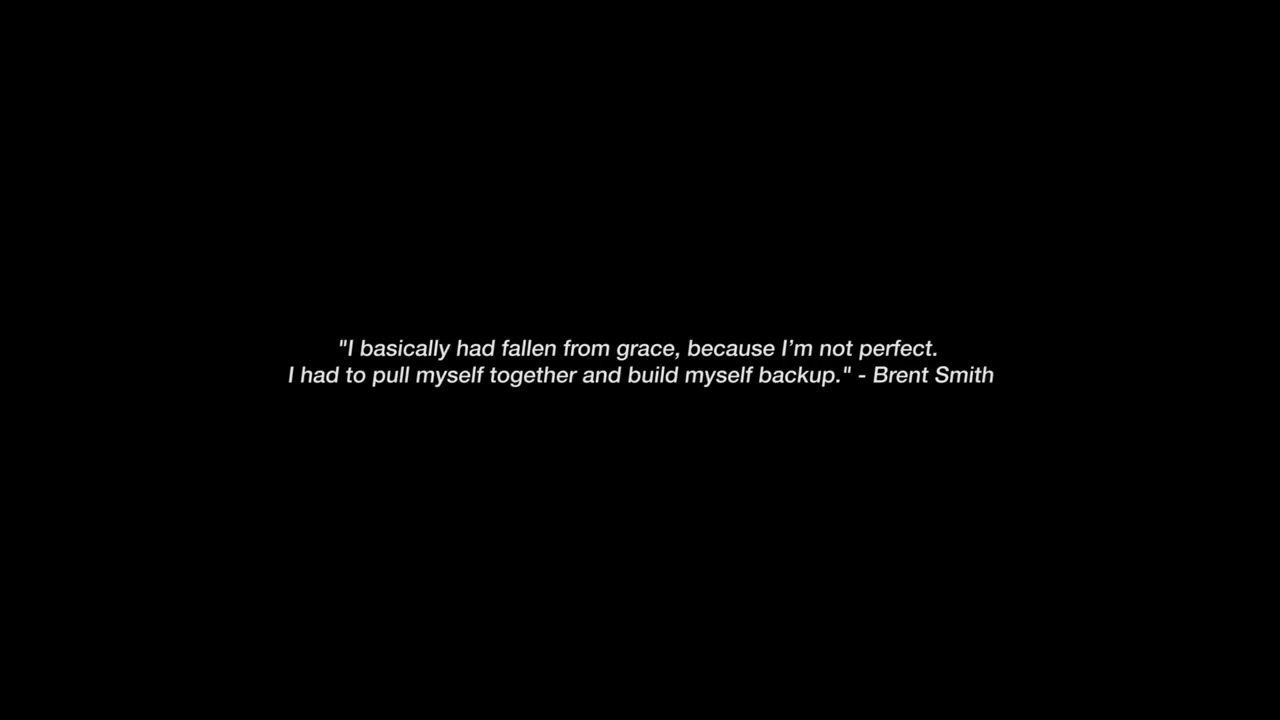 "I basically had fallen from grace, because I’m not perfect.
I had to pull myself together and build myself backup." - Brent Smith